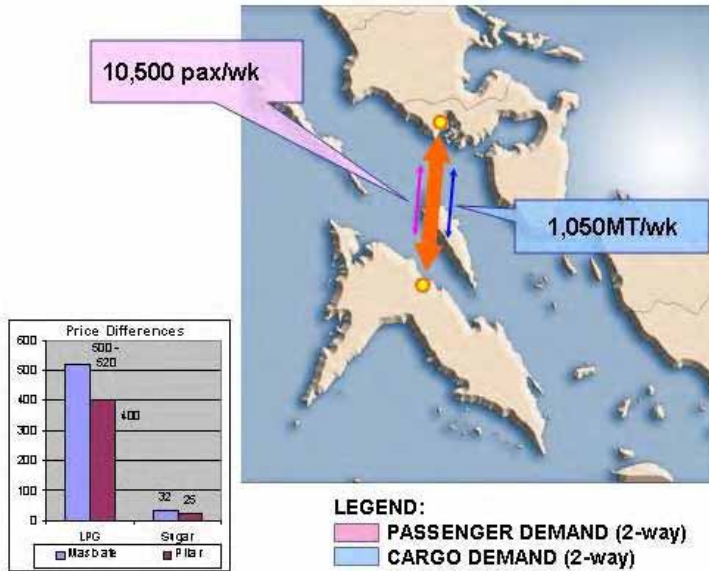 10,500 pax/wk
1,050MT/wk
Price Differences
600
500
400
300
200
100
0
500 -
520
400
32
25
LPG
Sugar
Masbate
Pilar
LEGEND:
PASSENGER DEMAND (2-way)
CARGO DEMAND (2-way)